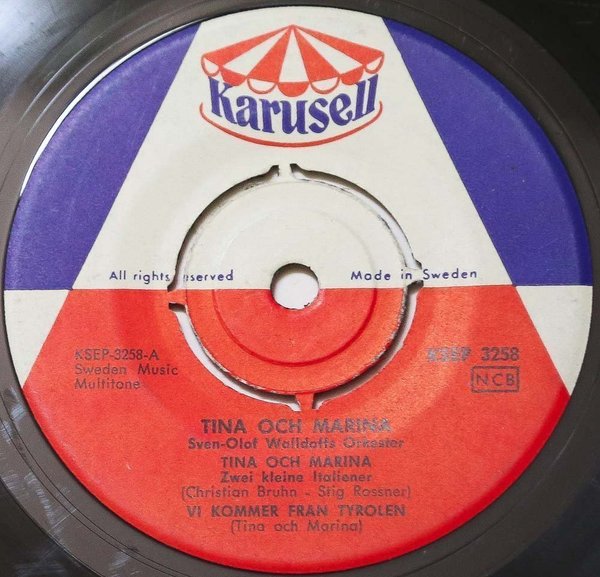 Karusell
All rights reserved
Made in Sweden
KSEP-3258-A
Sweden Music
Multitone
KSEP 3258
NCB
TINA OCH MARINA
Sven-Olof Walldoffs Orkester
TINA OCH MARINA
Zwei kleine Italiener
(Christian Bruhn - Stig Rossner)
VI KOMMER FRAN TYROLEN
(Tina och Marina)